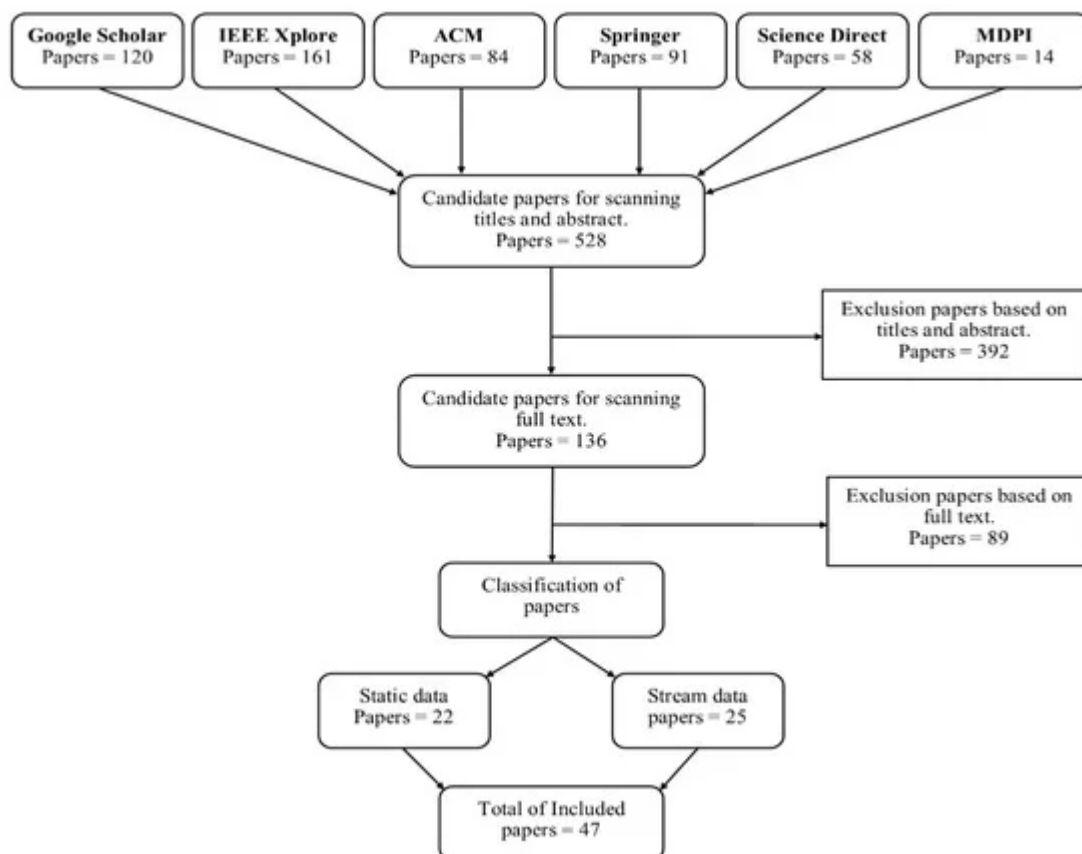 Google Scholar
Papers = 120
IEEE Xplore
Papers = 161
ACM
Papers = 84
Springer
Papers = 91
Science Direct
Papers = 58
MDPI
Papers = 14
Candidate papers for scanning
titles and abstract.
Papers = 528
Exclusion papers based on
titles and abstract.
Papers = 392
Candidate papers for scanning
full text.
Papers = 136
Exclusion papers based on
full text.
Papers = 89
Classification of
papers
Static data
Papers = 22
Stream data
papers = 25
Total of Included
papers = 47